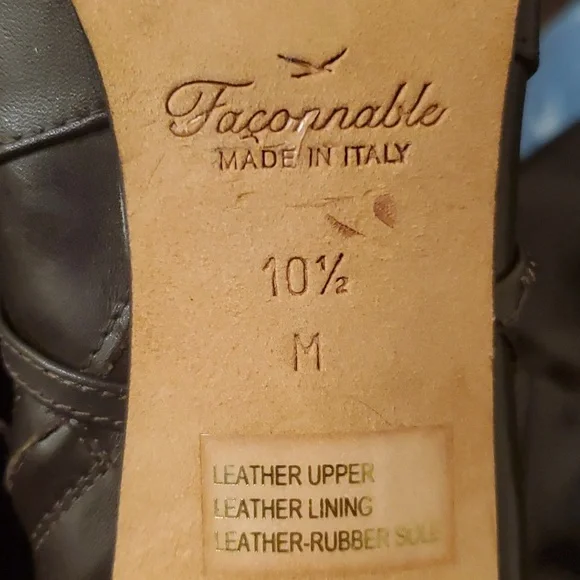 Façonnable
MADE IN ITALY
10½
M
LEATHER UPPER
LEATHER LINING
LEATHER-RUBBER SOLE